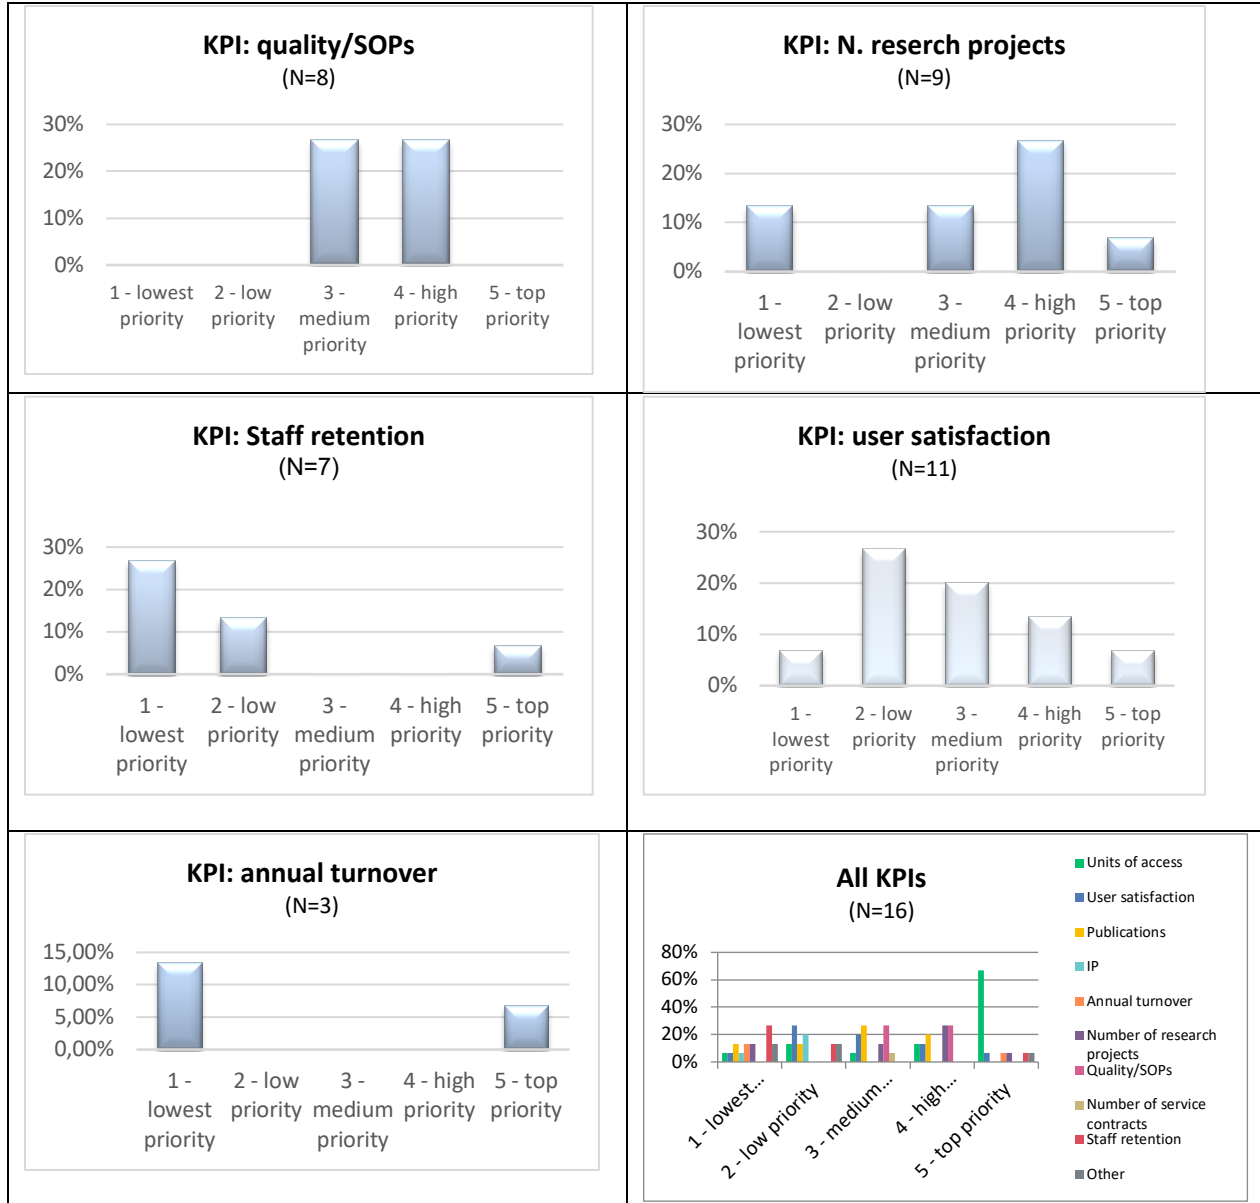 KPI: quality/SOPs
(N=8)
30%
20%
10%
0%
1 - lowest
priority
2 - low
priority
3 -
medium
priority
4 - high
priority
5 - top
priority
KPI: N. reserch projects
(N=9)
30%
20%
10%
0%
1 -
lowest
priority
2 - low
priority
3 -
medium
priority
4 - high
priority
5 - top
priority
KPI: Staff retention
(N=7)
30%
20%
10%
0%
1 -
lowest
priority
2 - low
priority
3 -
medium
priority
4 - high
priority
5 - top
priority
KPI: user satisfaction
(N=11)
30%
20%
10%
0%
1 -
lowest
priority
2 - low
priority
3 -
medium
priority
4 - high
priority
5 - top
priority
KPI: annual turnover
(N=3)
15,00%
10,00%
5,00%
0,00%
1 -
lowest
priority
2 - low
priority
3 -
medium
priority
4 - high
priority
5 - top
priority
All KPIs
(N=16)
80%
60%
40%
20%
0%
1 - lowest...
2 - low priority
3 - medium...
4 - high...
5 - top priority
Units of access
User satisfaction
Publications
IP
Annual turnover
Number of research
projects
Quality/SOPs
Number of service
contracts
Staff retention
Other